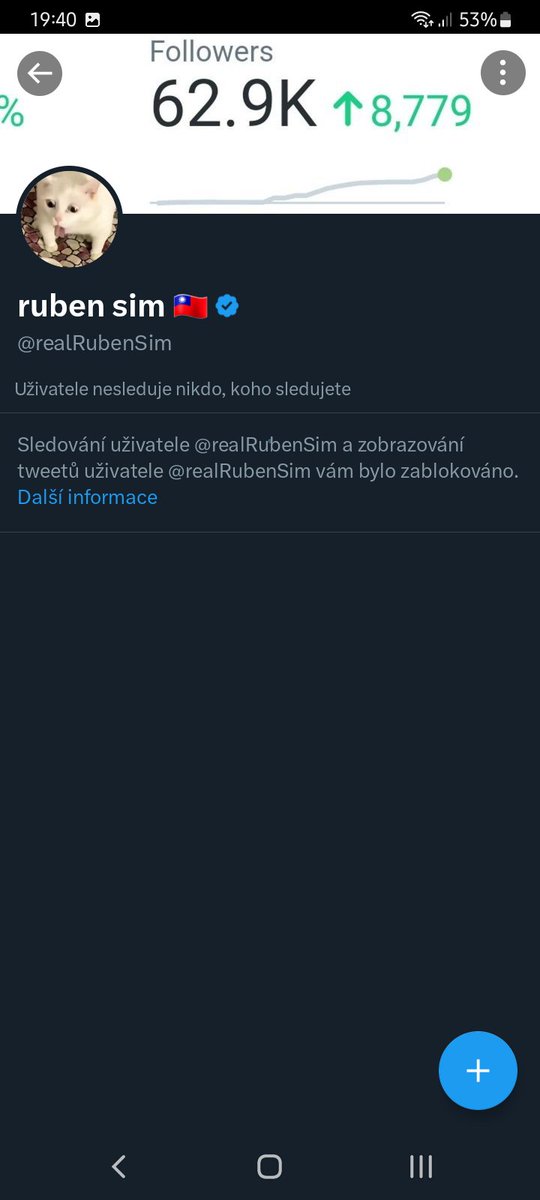 19:40 53%
Followers
% 62.9K 8,779
ruben sim
@realRubenSim
Uživatele nesleduje nikdo, koho sledujete
Sledování uživatele @realRubenSim a zobrazování
tweetů uživatele @realRubenSim vám bylo zablokováno.
Další informace